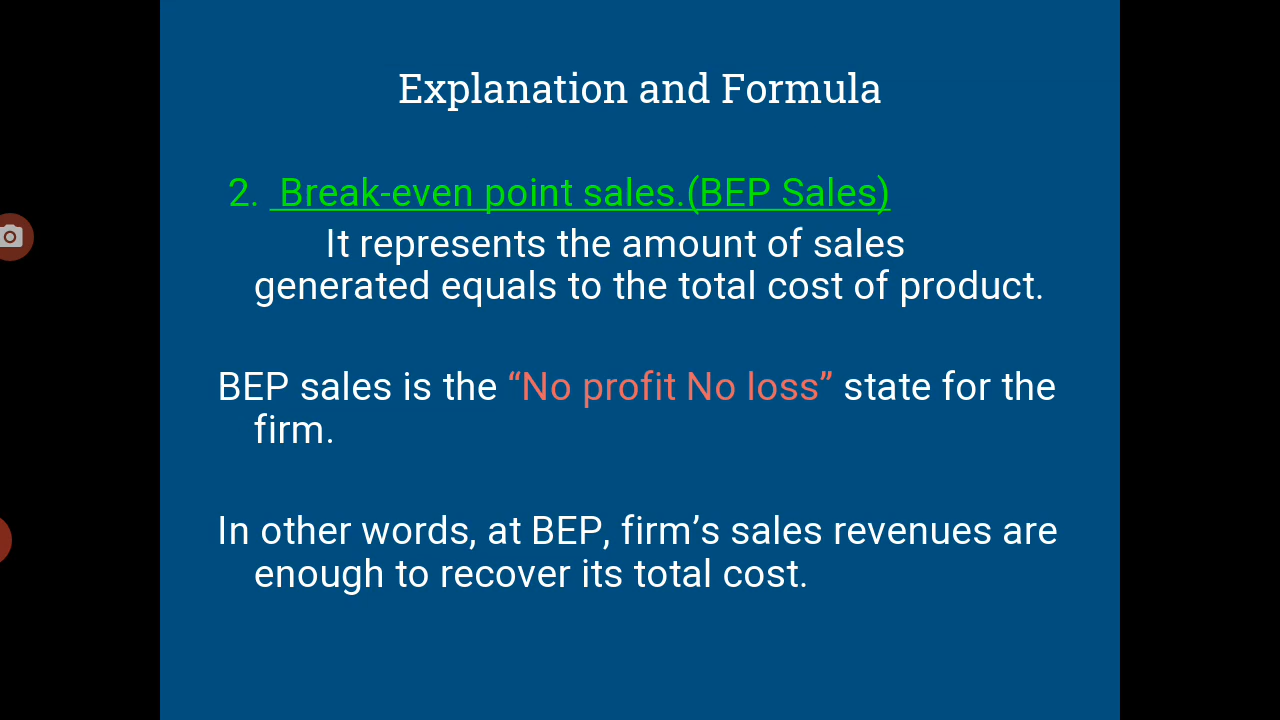 Explanation and Formula
2. Break-even point sales.(BEP Sales)
It represents the amount of sales
generated equals to the total cost of product.
BEP sales is the “No profit No loss” state for the
firm.
In other words, at BEP, firm’s sales revenues are
enough to recover its total cost.